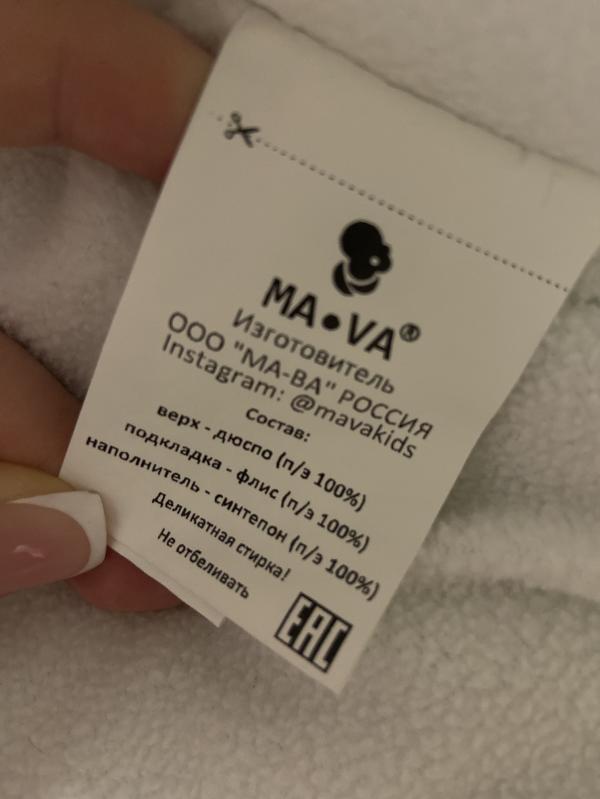 MA•VA®
Изготовитель
ООО "МА-ВА" РОССИЯ
Instagram: @mavakids
Состав:
верх - дюспо (п/э 100%)
подкладка - флис (п/э 100%)
наполнитель - синтепон (п/э 100%)
Деликатная стирка!
Не отбеливать
EAC